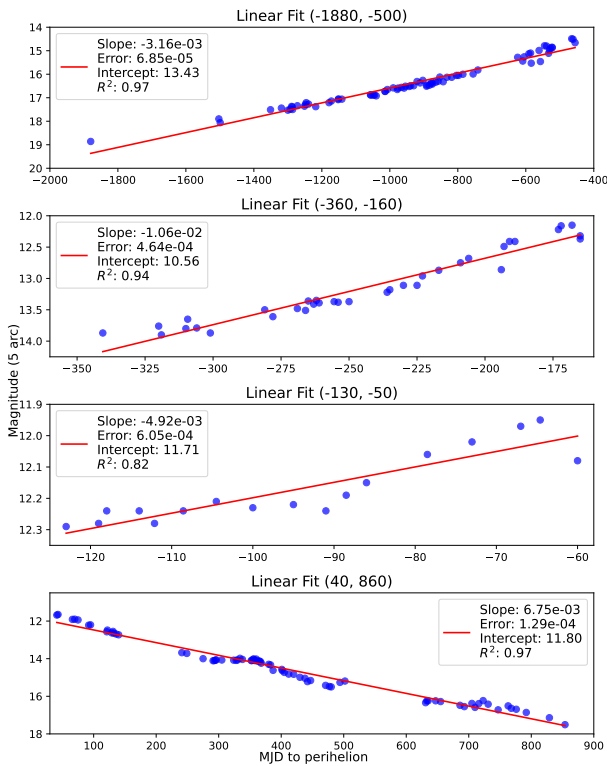 Linear Fit (-1880, -500)
14
15
16
17
18
19
20
Slope: -3.16e-03
Error: 6.85e-05
Intercept: 13.43
R²: 0.97
−2000 −1800 −1600 −1400 −1200 −1000 −800 −600 −400
Linear Fit (-360, -160)
12.0
12.5
13.0
13.5
14.0
Slope: -1.06e-02
Error: 4.64e-04
Intercept: 10.56
R²: 0.94
−350 −325 −300 −275 −250 −225 −200 −175
Magnitude (5 arc)
Linear Fit (-130, -50)
11.9
12.0
12.1
12.2
12.3
Slope: -4.92e-03
Error: 6.05e-04
Intercept: 11.71
R²: 0.82
−120 −110 −100 −90 −80 −70 −60
Linear Fit (40, 860)
12
14
16
18
Slope: 6.75e-03
Error: 1.29e-04
Intercept: 11.80
R²: 0.97
100 200 300 400 500 600 700 800 900
MJD to perihelion